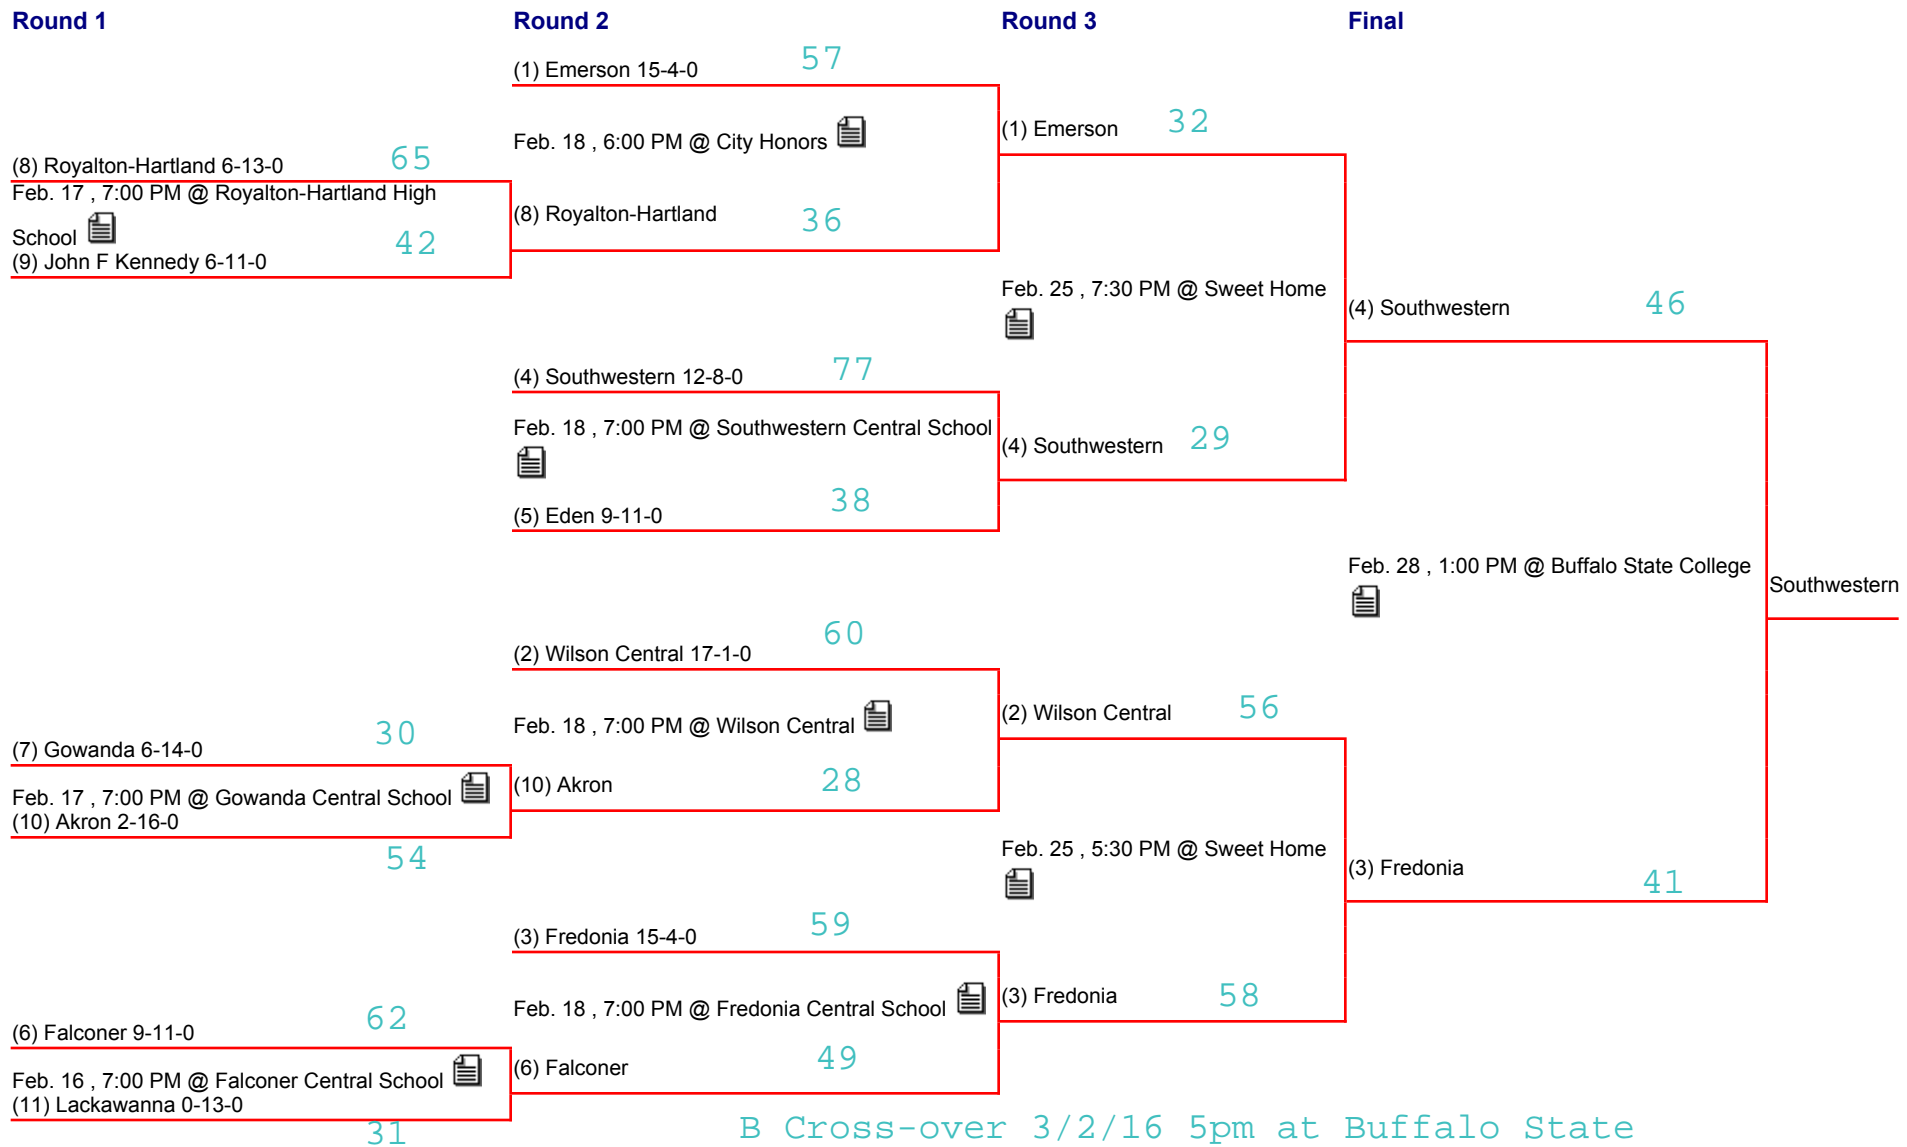 Round 1
Round 2
Round 3
Final
(8) Royalton-Hartland 6-13-0
65
Feb. 17 , 7:00 PM @ Royalton-Hartland High
School
42
(9) John F Kennedy 6-11-0
(7) Gowanda 6-14-0
30
Feb. 17 , 7:00 PM @ Gowanda Central School
(10) Akron 2-16-0
54
(6) Falconer 9-11-0
62
Feb. 16 , 7:00 PM @ Falconer Central School
(11) Lackawanna 0-13-0
31
(1) Emerson 15-4-0
57
Feb. 18 , 6:00 PM @ City Honors
(8) Royalton-Hartland
36
(4) Southwestern 12-8-0
77
Feb. 18 , 7:00 PM @ Southwestern Central School
38
(5) Eden 9-11-0
(2) Wilson Central 17-1-0
60
Feb. 18 , 7:00 PM @ Wilson Central
(10) Akron
28
(3) Fredonia 15-4-0
59
Feb. 18 , 7:00 PM @ Fredonia Central School
(6) Falconer
49
(1) Emerson
32
Feb. 25 , 7:30 PM @ Sweet Home
(4) Southwestern
29
(2) Wilson Central
56
Feb. 25 , 5:30 PM @ Sweet Home
(3) Fredonia
58
(4) Southwestern
46
Feb. 28 , 1:00 PM @ Buffalo State College
(3) Fredonia
41
Southwestern
B Cross-over 3/2/16 5pm at Buffalo State